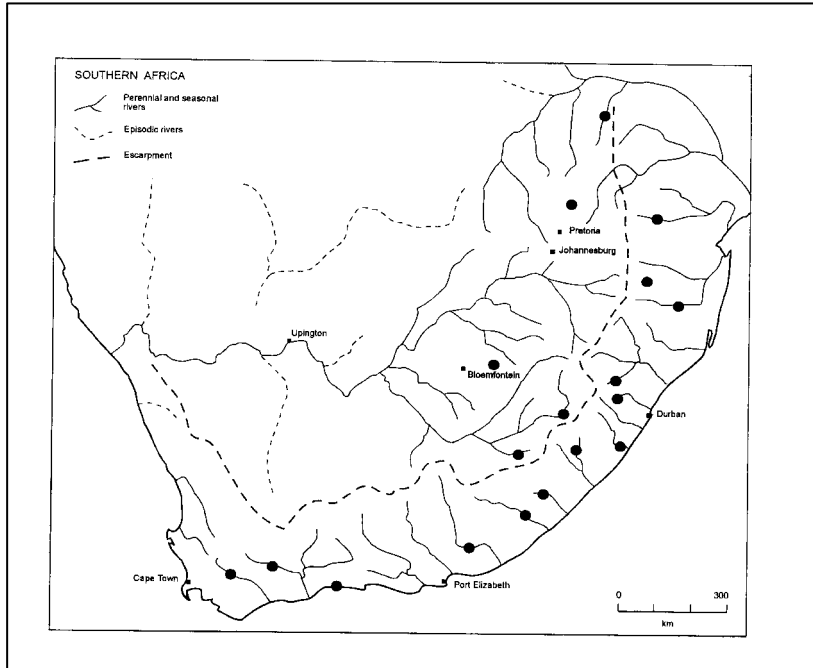 SOUTHERN AFRICA
Perennial and seasonal
rivers
Episodic rivers
Escarpment
Pretoria
Johannesburg
Upington
Bloemfontein
Durban
Cape Town
Port Elizabeth
0 300
km